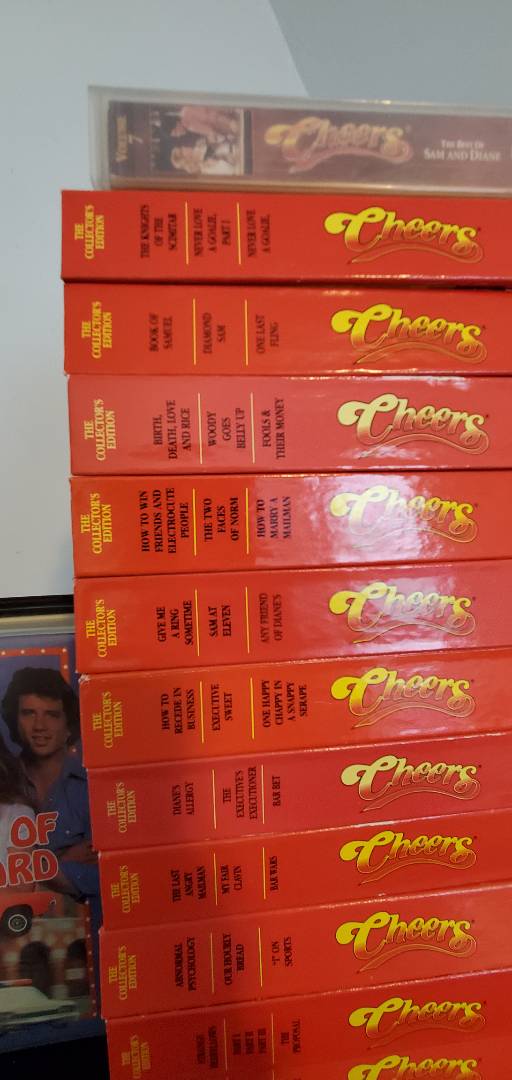 VOLUME
7
Cheers
THE BEST OF
SAM AND DIANE
THE
COLLECTOR'S
EDITION
THE KNIGHTS
OF THE
SCIMITAR
NEVER LOVE
A GOALIE,
PART I
NEVER LOVE
A GOALIE,
Cheers
THE
COLLECTOR'S
EDITION
BOOK OF
SAMUEL
DIAMOND
SAM
ONE LAST
FLING
Cheers
THE
COLLECTOR'S
EDITION
BIRTH,
DEATH, LOVE
AND RICE
WOODY
GOES
BELLY UP
FOOLS &
THEIR MONEY
Cheers
THE
COLLECTOR'S
EDITION
HOW TO WIN
FRIENDS AND
ELECTROCUTE
PEOPLE
THE TWO
FACES
OF NORM
HOW TO
MARRY A
MAILMAN
Cheers
THE
COLLECTOR'S
EDITION
GIVE ME
A RING
SOMETIME
SAM AT
ELEVEN
ANY FRIEND
OF DIANE'S
Cheers
THE
COLLECTOR'S
EDITION
HOW TO
RECEDE IN
BUSINESS
EXECUTIVE
SWEET
ONE HAPPY
CHAPPY IN
A SNAPPY
SERAPE
Cheers
THE
COLLECTOR'S
EDITION
DIANE'S
ALLERGY
THE
EXECUTIVE'S
EXECUTIONER
BAR BET
Cheers
THE
COLLECTOR'S
EDITION
THE LAST
ANGRY
MAILMAN
MY FAIR
CLAVIN
BAR WARS
Cheers
THE
COLLECTOR'S
EDITION
ABNORMAL
PSYCHOLOGY
OUR HOURLY
BREAD
"I" ON
SPORTS
Cheers
THE
COLLECTOR'S
EDITION
STRANGE
BEDFELLOWS
PART I
PART II
PART III
THE
PROPOSAL
Cheers
Cheers
OF
ARD